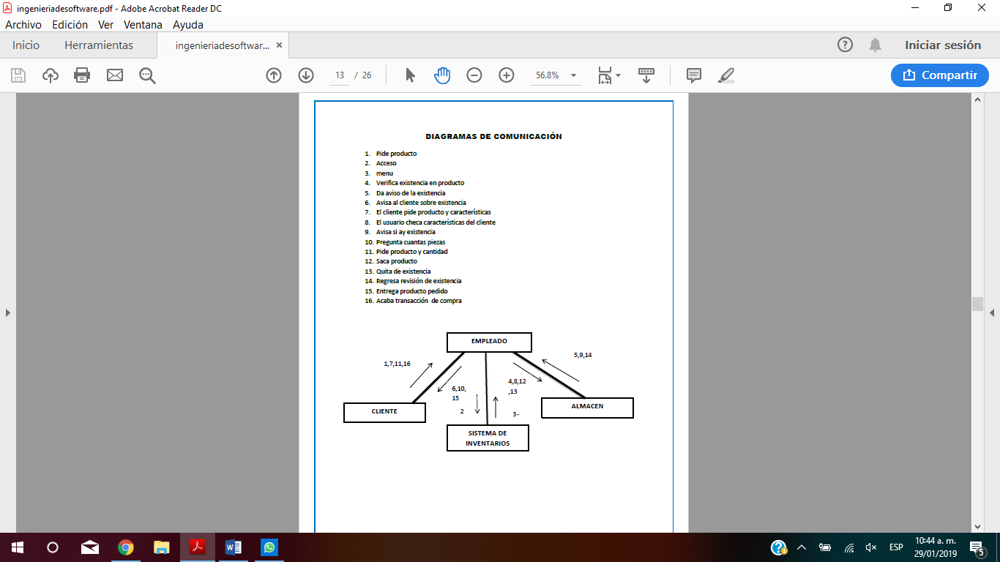 ingenieriadesoftware.pdf - Adobe Acrobat Reader DC
Archivo Edición Ver Ventana Ayuda
Inicio Herramientas ingenieriadesoftwar... × Iniciar sesión
13 / 26 56.8% Compartir
DIAGRAMAS DE COMUNICACIÓN
1. Pide producto
2. Acceso
3. menu
4. Verifica existencia en producto
5. Da aviso de la existencia
6. Avisa al cliente sobre existencia
7. El cliente pide producto y características
8. El usuario checa características del cliente
9. Avisa si ay existencia
10. Pregunta cuantas piezas
11. Pide producto y cantidad
12. Saca producto
13. Quita de existencia
14. Regresa revisión de existencia
15. Entrega producto pedido
16. Acaba transacción de compra
EMPLEADO
5,9,14
1,7,11,16
4,8,12
,13
6,10,
15
ALMACEN
CLIENTE
2
3~
SISTEMA DE
INVENTARIOS
ESP
10:44 a. m.
29/01/2019
5